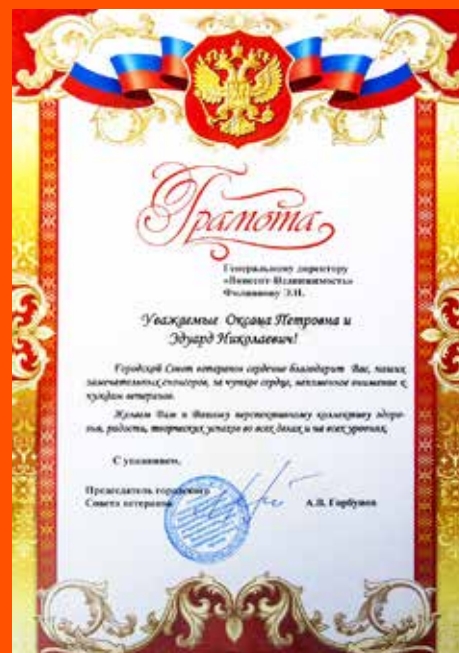 Грамота
Генеральному директору
«Инвест-Недвижимость»
Филиппову Э.Н.
Уважаемые Оксана Петровна и
Эдуард Николаевич!
Городской Совет ветеранов сердечно благодарит Вас, наших
замечательных спонсоров, за чуткое сердце, неизменное внимание к
нуждам ветеранов.
Желаем Вам и Вашему перспективному коллективу здоро-
вья, радости, творческих успехов во всех делах и на всех уровнях.
С уважением,
Председатель городского
Совета ветеранов А.В. Горбунов